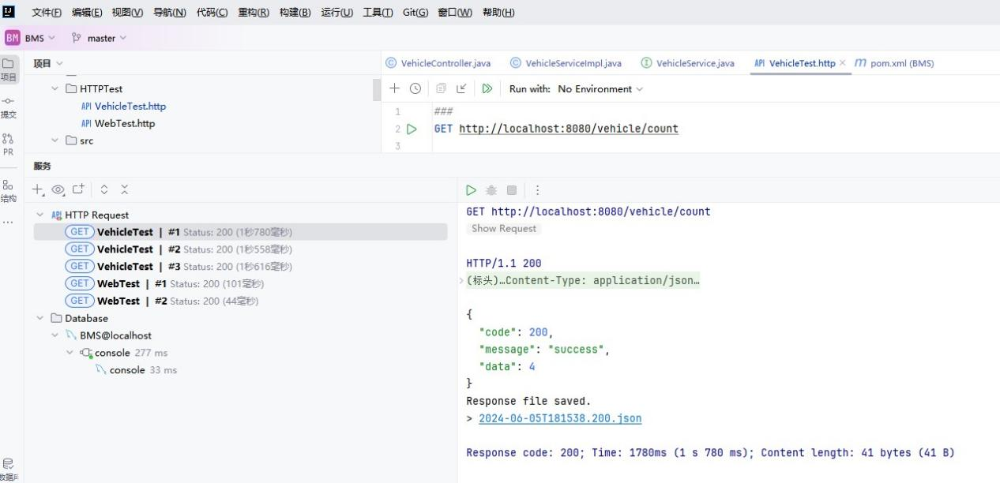 文件(F) 编辑(E) 视图(V) 导航(N) 代码(C) 重构(R) 构建(B) 运行(U) 工具(T) Git(G) 窗口(W) 帮助(H)
BM BMS master
项目
项目
提交
PR
结构
HTTPTest
API VehicleTest.http
API WebTest.http
src
VehicleController.java VehicleServiceImpl.java VehicleService.java API VehicleTest.http pom.xml (BMS)
Run with: No Environment
1 ###
2 GET http://localhost:8080/vehicle/count
3
服务
HTTP Request
GET VehicleTest | #1 Status: 200 (1秒780毫秒)
GET VehicleTest | #2 Status: 200 (1秒558毫秒)
GET VehicleTest | #3 Status: 200 (1秒616毫秒)
GET WebTest | #1 Status: 200 (101毫秒)
GET WebTest | #2 Status: 200 (44毫秒)
Database
BMS@localhost
console 277 ms
console 33 ms
GET http://localhost:8080/vehicle/count
Show Request
HTTP/1.1 200
(标头)…Content-Type: application/json…
{
"code": 200,
"message": "success",
"data": 4
}
Response file saved.
> 2024-06-05T181538.200.json
Response code: 200; Time: 1780ms (1 s 780 ms); Content length: 41 bytes (41 B)
数据库